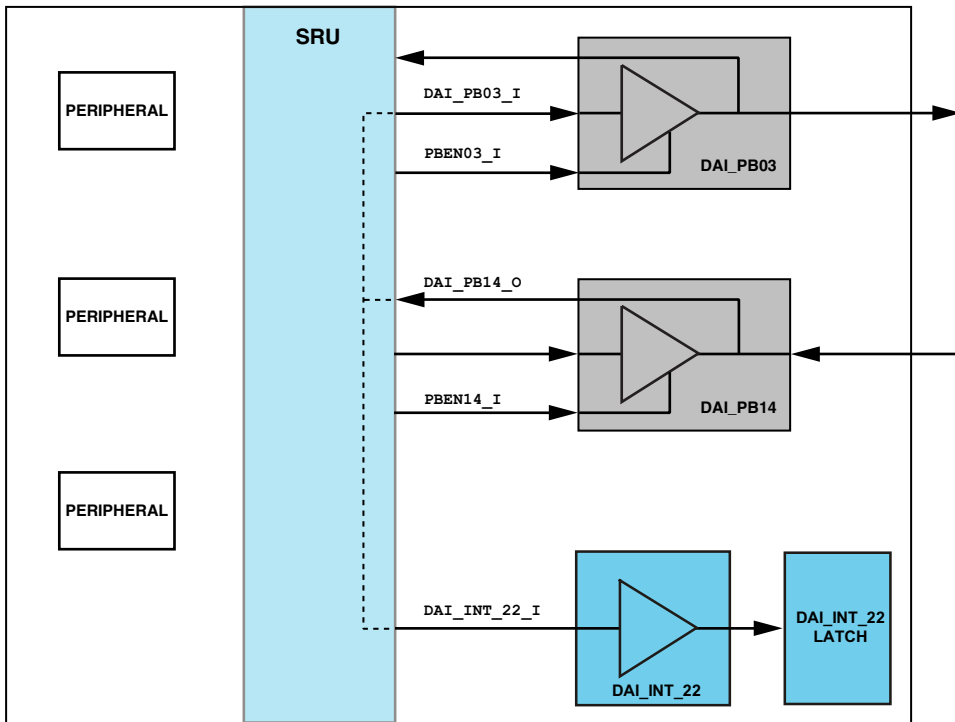 SRU
PERIPHERAL
DAI_PB03_I
PBEN03_I
DAI_PB03
PERIPHERAL
DAI_PB14_O
PBEN14_I
DAI_PB14
PERIPHERAL
DAI_INT_22_I
DAI_INT_22
DAI_INT_22
LATCH